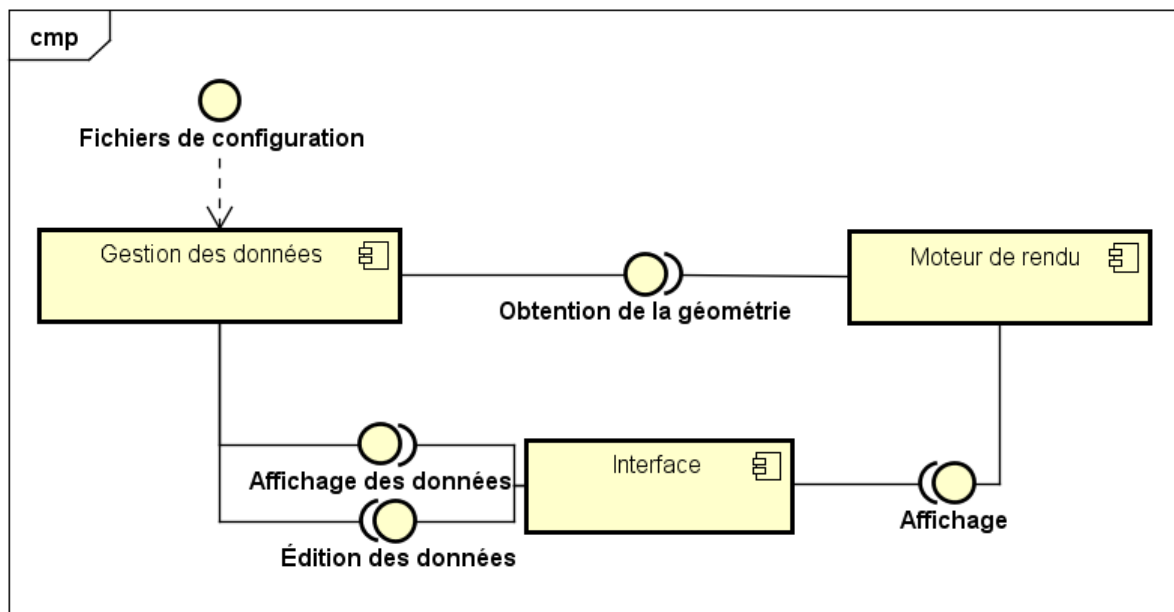 cmp
Fichiers de configuration
Gestion des données
Moteur de rendu
Obtention de la géométrie
Interface
Affichage des données
Affichage
Édition des données